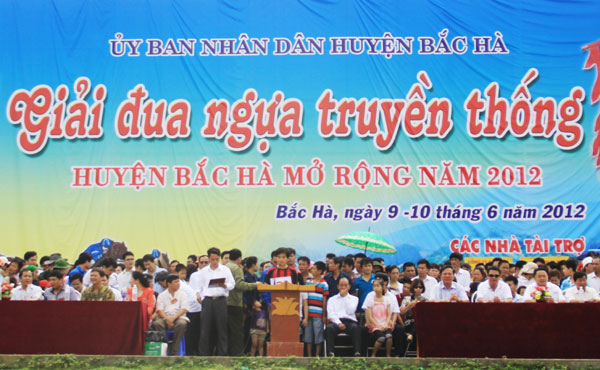 ỦY BAN NHÂN DÂN HUYỆN BẮC HÀ
Giải đua ngựa truyền thống
HUYỆN BẮC HÀ MỞ RỘNG NĂM 2012
Bắc Hà, ngày 9 -10 tháng 6 năm 2012
CÁC NHÀ TÀI TRỢ